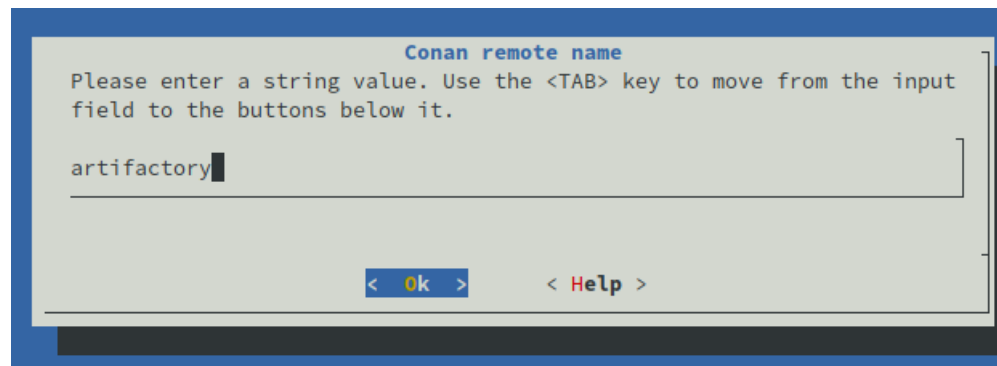 Conan remote name
Please enter a string value. Use the <TAB> key to move from the input
field to the buttons below it.
artifactory
< Ok > < Help >